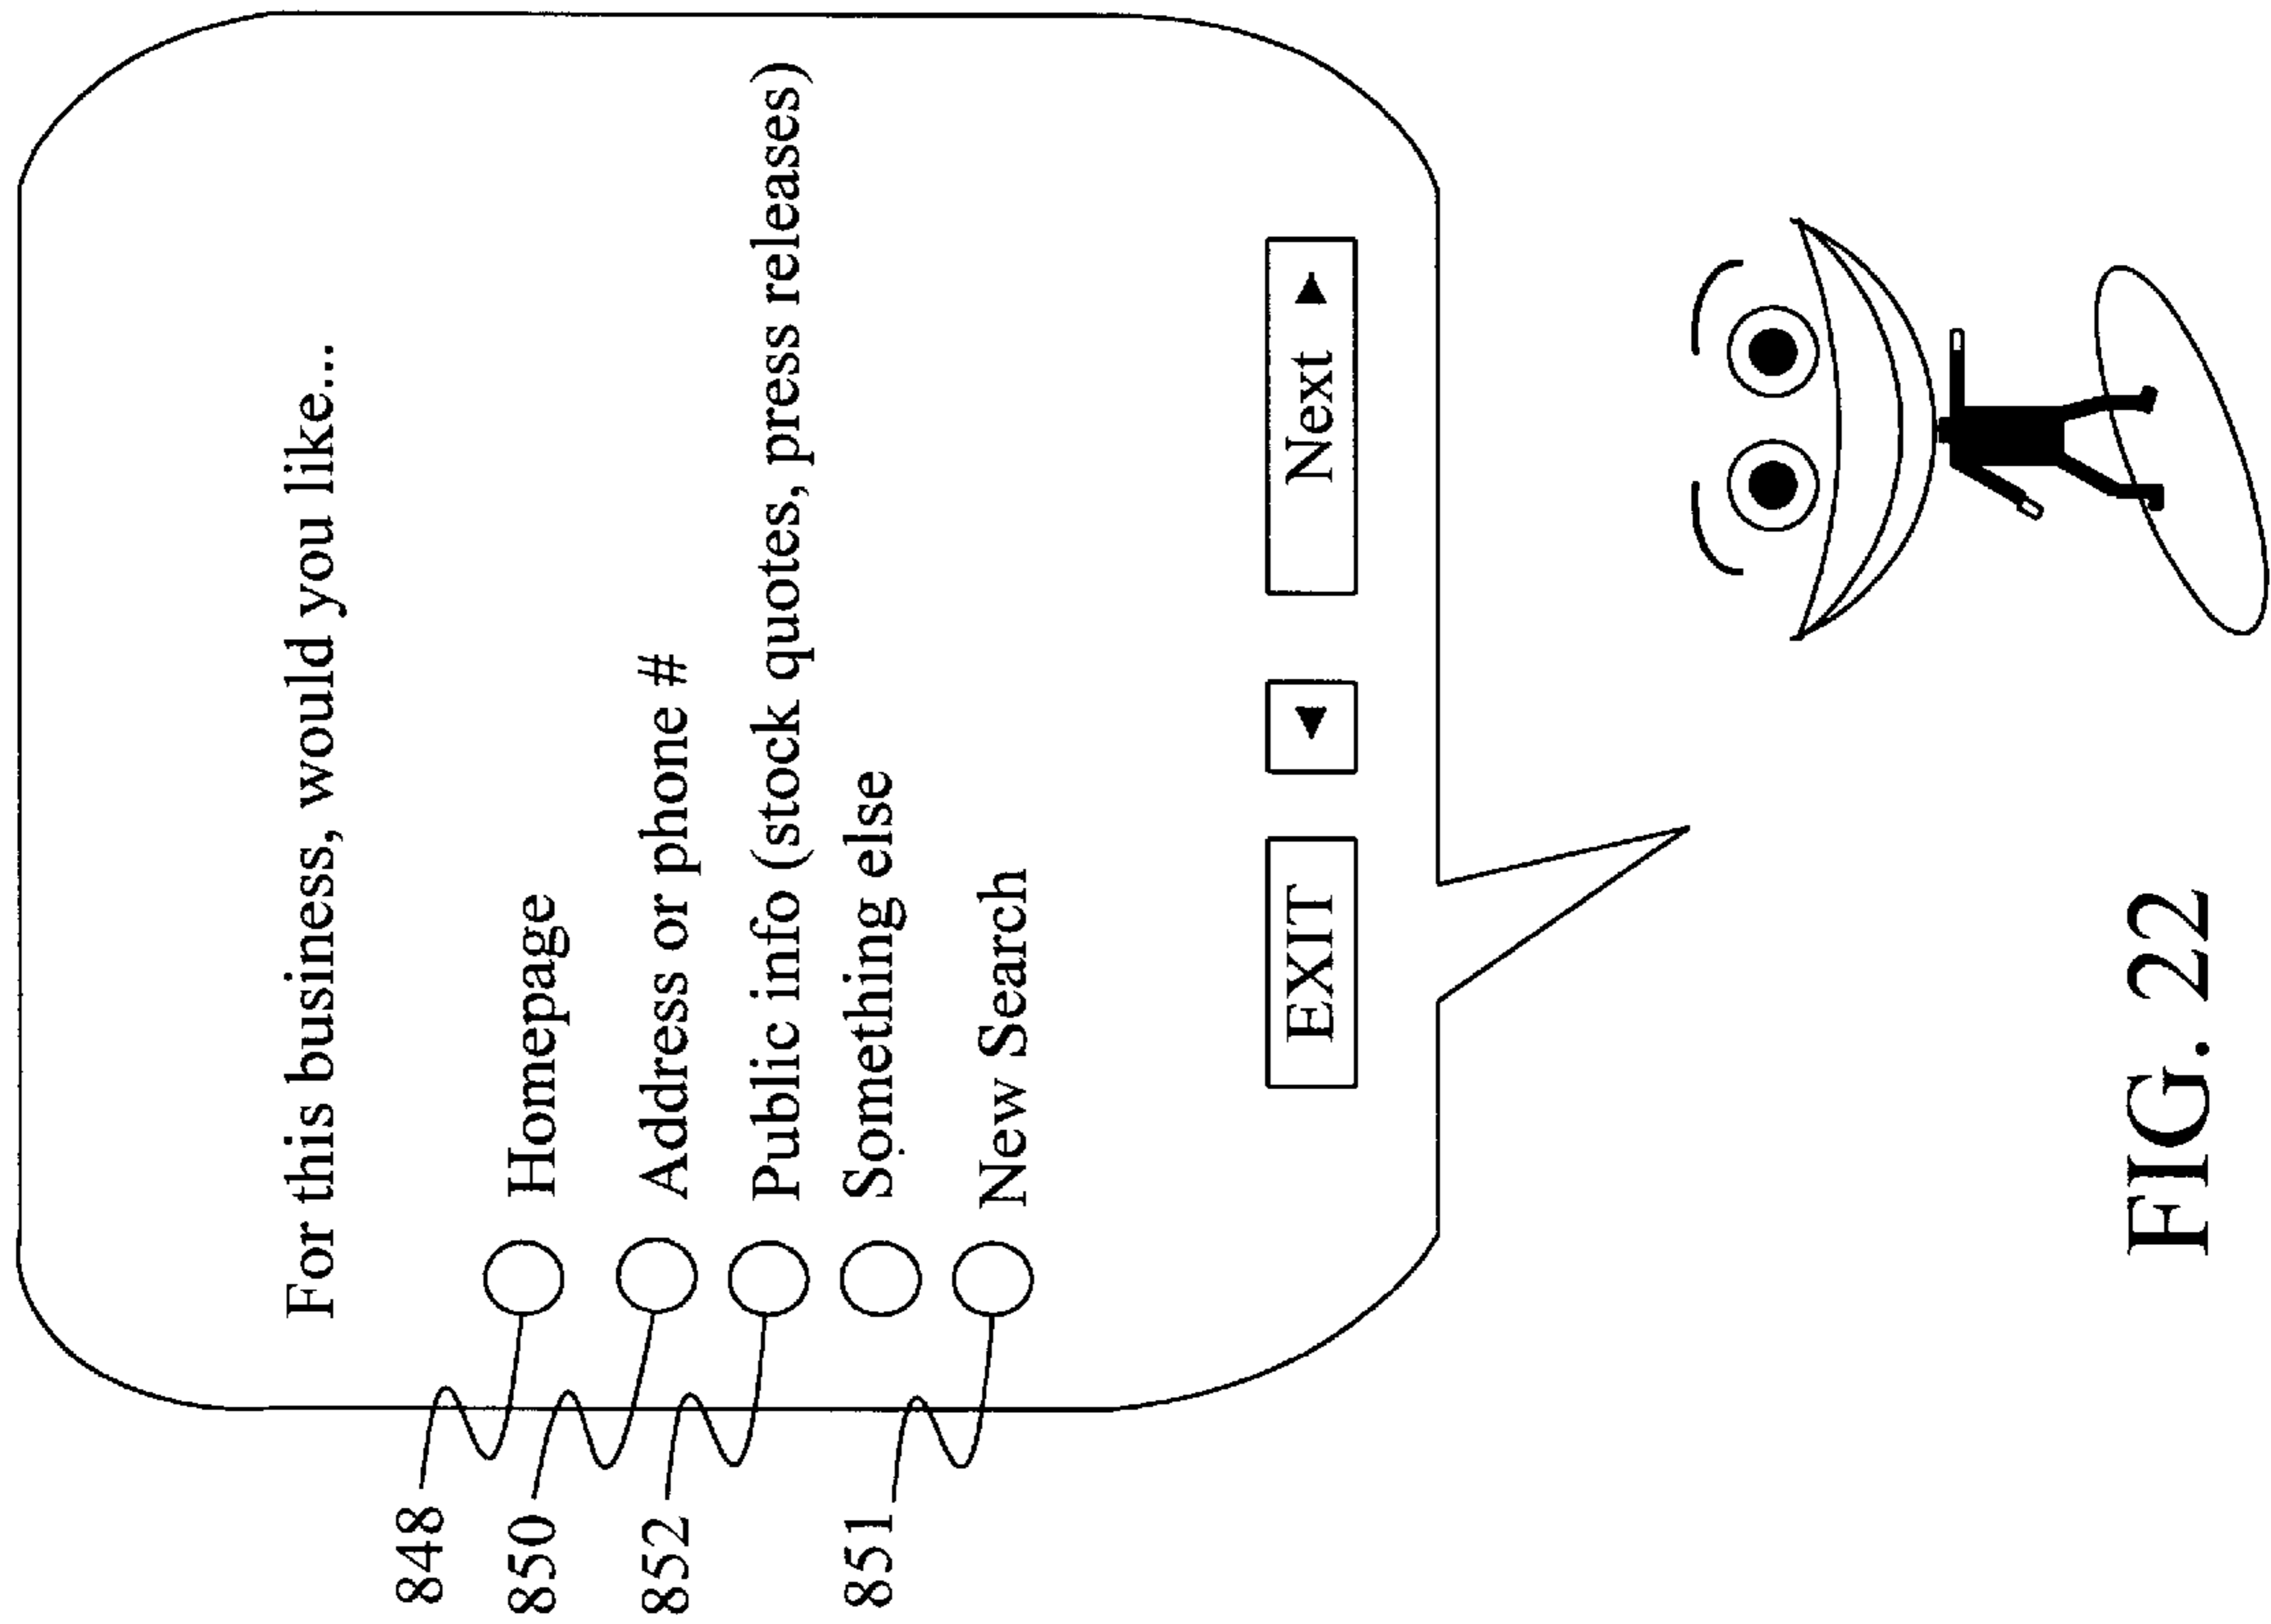 For this business, would you like...
848
Homepage
850
Address or phone #
852
Public info (stock quotes, press releases)
Something else
851
New Search
EXIT ◄ Next ►
FIG. 22